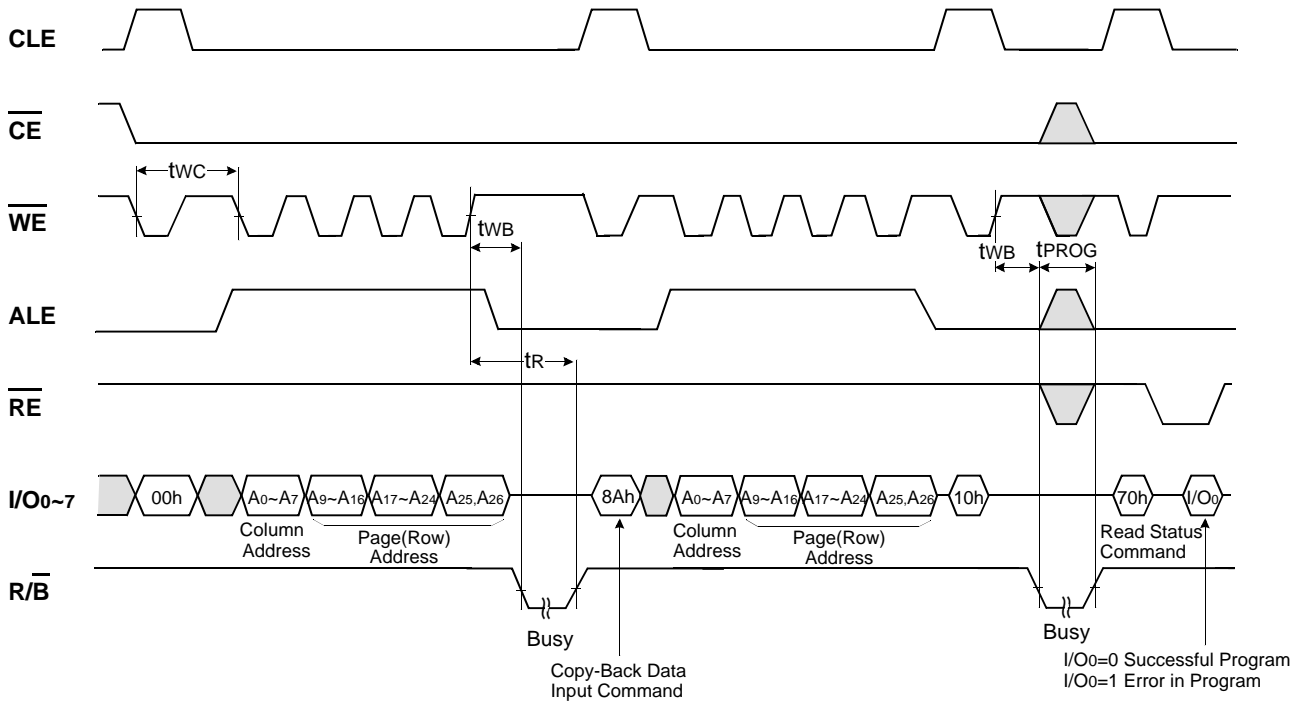 CLE
CE
tWC
WE
tWB
tWB tPROG
ALE
tR
RE
I/O0~7
00h A0~A7 A9~A16 A17~A24 A25,A26 8Ah A0~A7 A9~A16 A17~A24 A25,A26 10h 70h I/O0
Column
Address
Page(Row)
Address
Column
Address
Page(Row)
Address
Read Status
Command
R/B
Busy
Busy
Copy-Back Data
Input Command
I/O0=0 Successful Program
I/O0=1 Error in Program